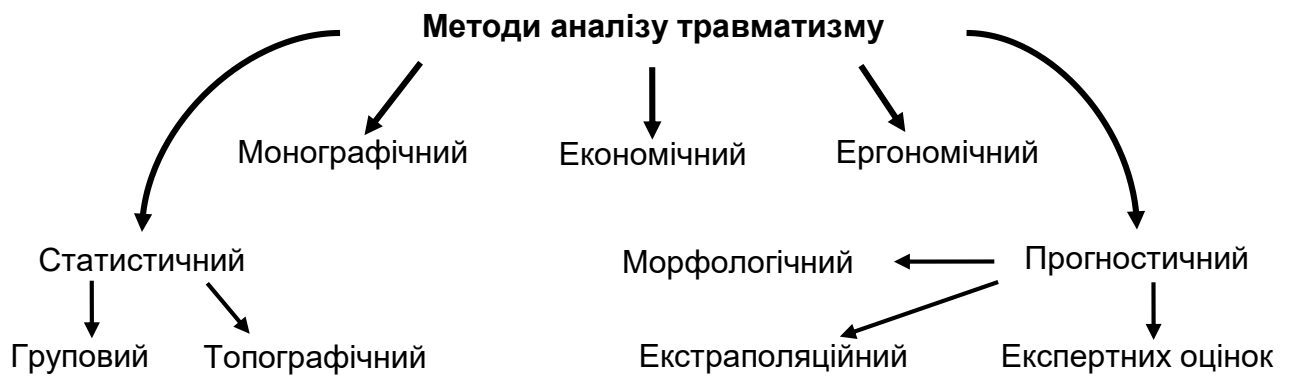 Методи аналізу травматизму
Монографічний
Економічний
Ергономічний
Статистичний
Морфологічний
Прогностичний
Груповий
Топографічний
Екстраполяційний
Експертних оцінок